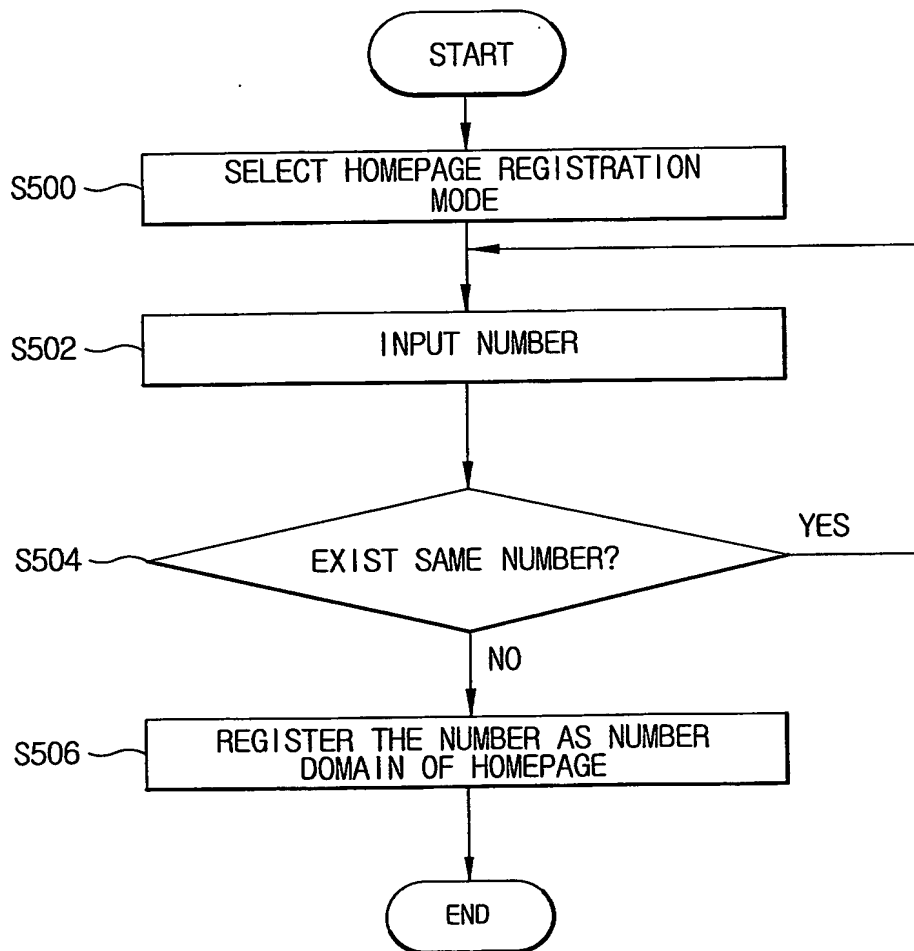 START
S500
SELECT HOMEPAGE REGISTRATION
MODE
S502
INPUT NUMBER
S504
EXIST SAME NUMBER?
YES
NO
S506
REGISTER THE NUMBER AS NUMBER
DOMAIN OF HOMEPAGE
END